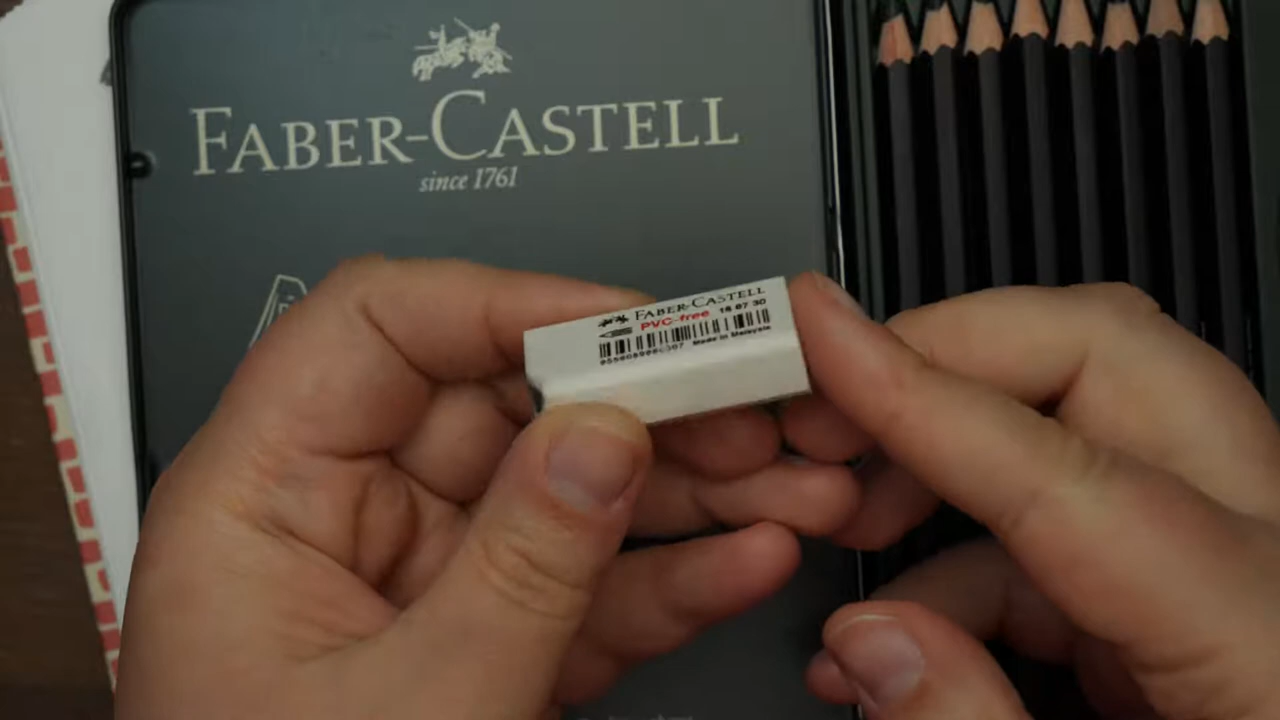 FABER-CASTELL
since 1761
FABER-CASTELL
PVC-free 18 87 30
Made in Malaysia